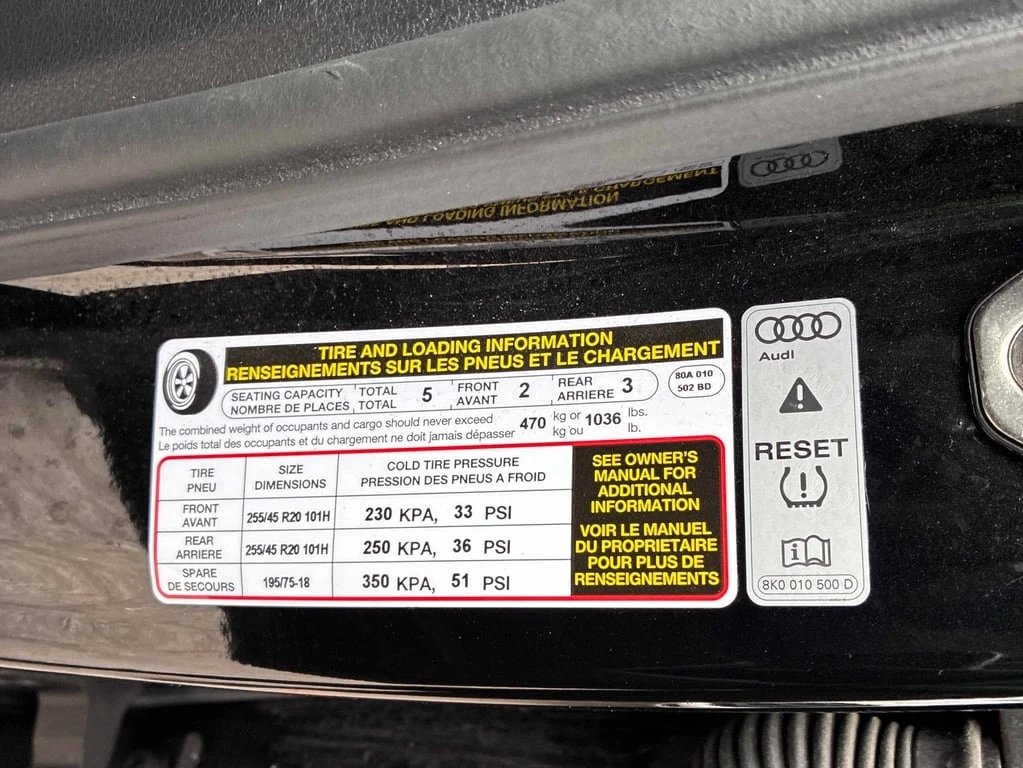 TIRE AND LOADING INFORMATION
RENSEIGNEMENTS SUR LES PNEUS ET LE CHARGEMENT
SEATING CAPACITY TOTAL 5 FRONT 2 REAR 3
NOMBRE DE PLACES TOTAL AVANT ARRIERE
80A 010
502 BD
The combined weight of occupants and cargo should never exceed 470 kg or 1036 lbs.
Le poids total des occupants et du chargement ne doit jamais dépasser kg ou lb.
TIRE SIZE COLD TIRE PRESSURE
PNEU DIMENSIONS PRESSION DES PNEUS A FROID
FRONT
AVANT 255/45 R20 101H 230 KPA, 33 PSI
REAR
ARRIERE 255/45 R20 101H 250 KPA, 36 PSI
SPARE
DE SECOURS 195/75-18 350 KPA, 51 PSI
SEE OWNER'S
MANUAL FOR
ADDITIONAL
INFORMATION
VOIR LE MANUEL
DU PROPRIETAIRE
POUR PLUS DE
RENSEIGNEMENTS
Audi
RESET
8K0 010 500 D